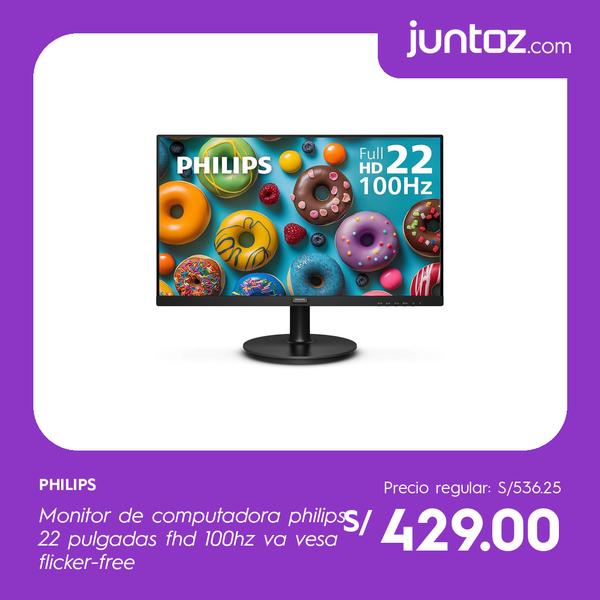 juntoz.com
PHILIPS
Full HD 22
100Hz
PHILIPS
Monitor de computadora philips
22 pulgadas fhd 100hz va vesa
flicker-free
Precio regular: S/536.25
S/ 429.00